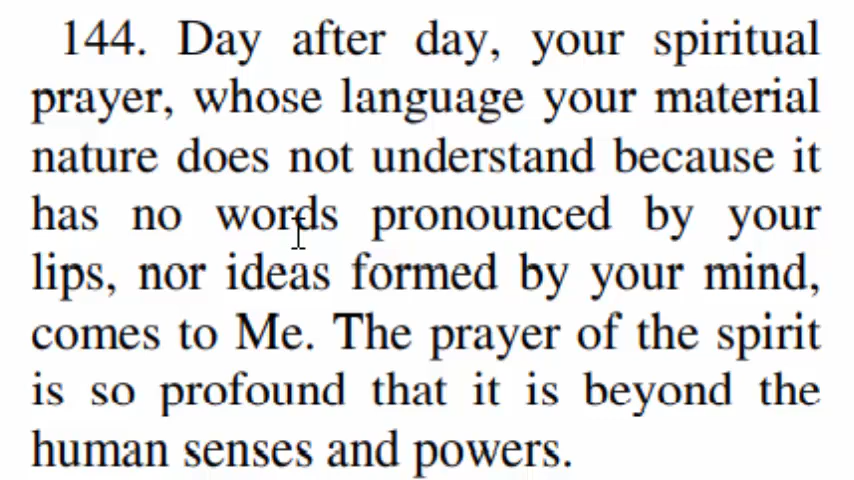 144. Day after day, your spiritual
prayer, whose language your material
nature does not understand because it
has no words pronounced by your
lips, nor ideas formed by your mind,
comes to Me. The prayer of the spirit
is so profound that it is beyond the
human senses and powers.